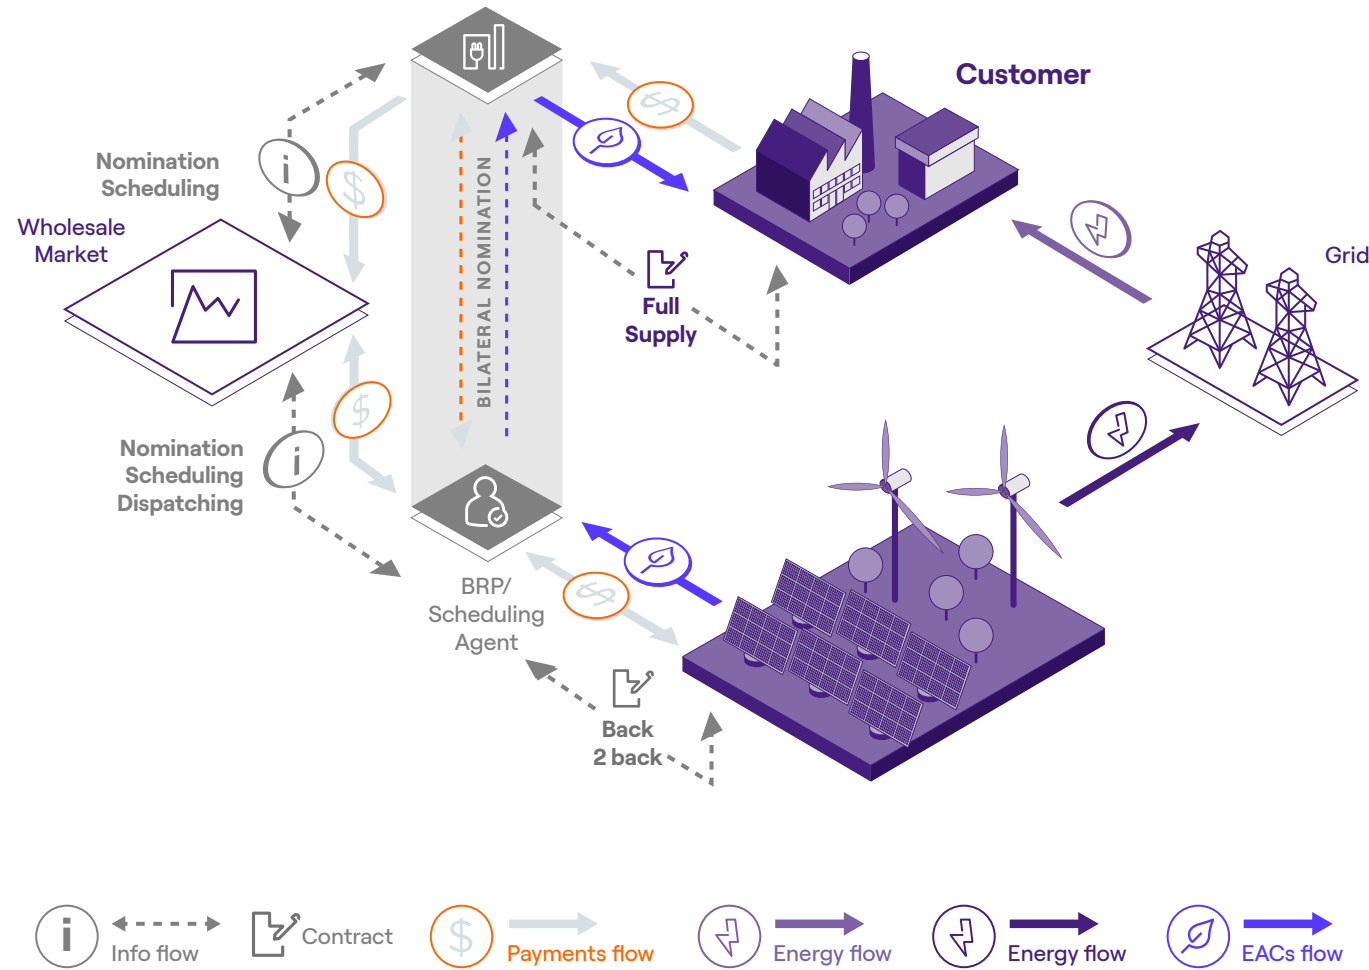 Customer
Nomination
Scheduling
Wholesale
Market
BILATERAL NOMINATION
Grid
Full
Supply
Nomination
Scheduling
Dispatching
BRP/
Scheduling
Agent
Back
2 back
Info flow
Contract
Payments flow
Energy flow
Energy flow
EACs flow